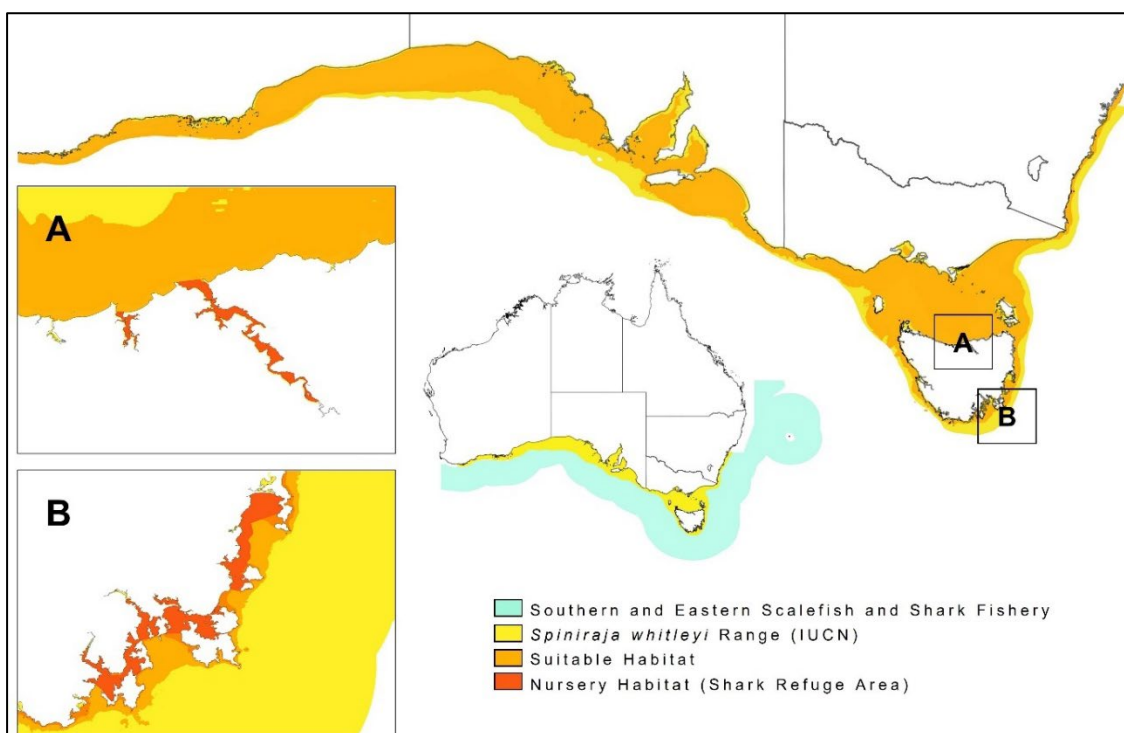 A
B
A
B
Southern and Eastern Scalefish and Shark Fishery
Spiniraja whitleyi Range (IUCN)
Suitable Habitat
Nursery Habitat (Shark Refuge Area)